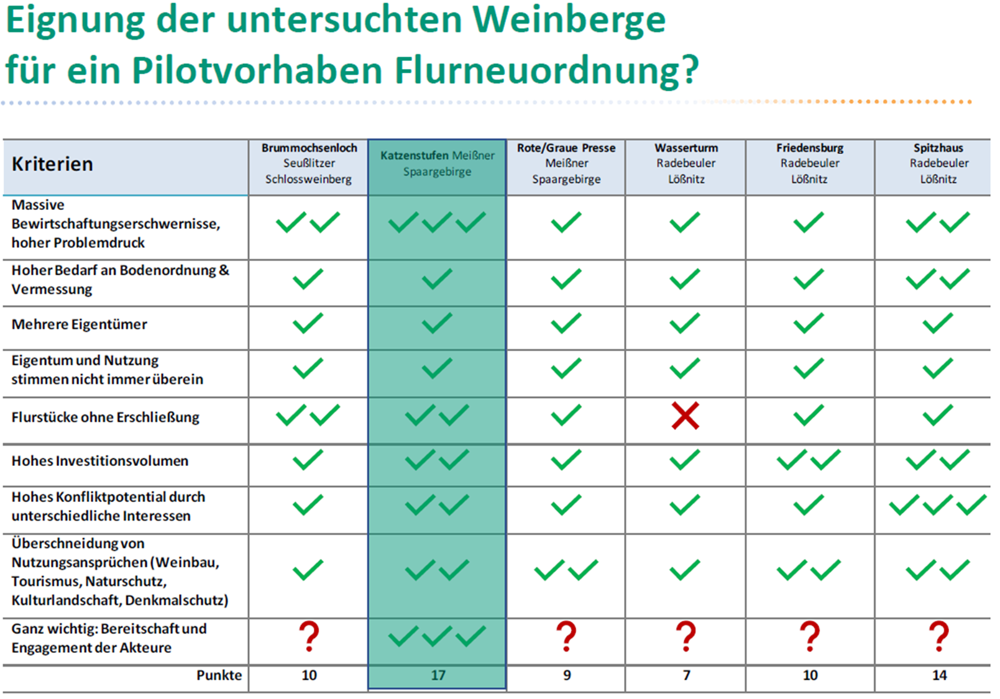 Eignung der untersuchten Weinberge
für ein Pilotvorhaben Flurneuordnung?
Kriterien
Brummochsenloch
Seußlitzer
Schlossweinberg
Katzenstufen Meißner
Spaargebirge
Rote/Graue Presse
Meißner
Spaargebirge
Wasserturm
Radebeuler
Lößnitz
Friedensburg
Radebeuler
Lößnitz
Spitzhaus
Radebeuler
Lößnitz
Massive
Bewirtschaftungserschwernisse,
hoher Problemdruck
Hoher Bedarf an Bodenordnung &
Vermessung
Mehrere Eigentümer
Eigentum und Nutzung
stimmen nicht immer überein
Flurstücke ohne Erschließung
Hohes Investitionsvolumen
Hohes Konfliktpotential durch
unterschiedliche Interessen
Überschneidung von
Nutzungsansprüchen (Weinbau,
Tourismus, Naturschutz,
Kulturlandschaft, Denkmalschutz)
Ganz wichtig: Bereitschaft und
Engagement der Akteure
? ? ? ? ?
Punkte 10 17 9 7 10 14